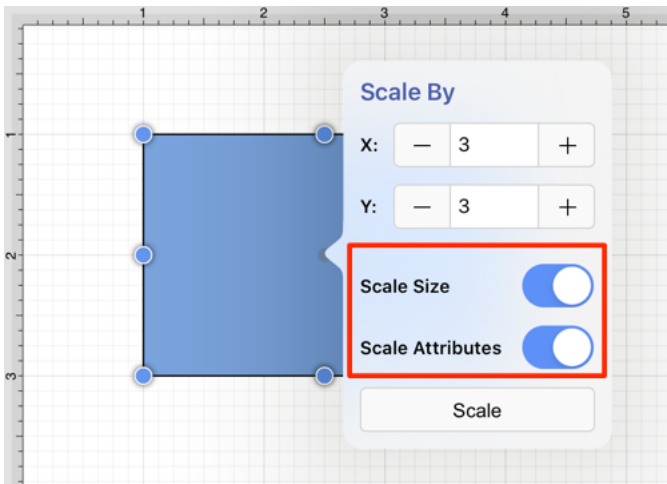 1 2 3 4 5
1
2
3
Scale By
X: — 3 +
Y: — 3 +
Scale Size
Scale Attributes
Scale